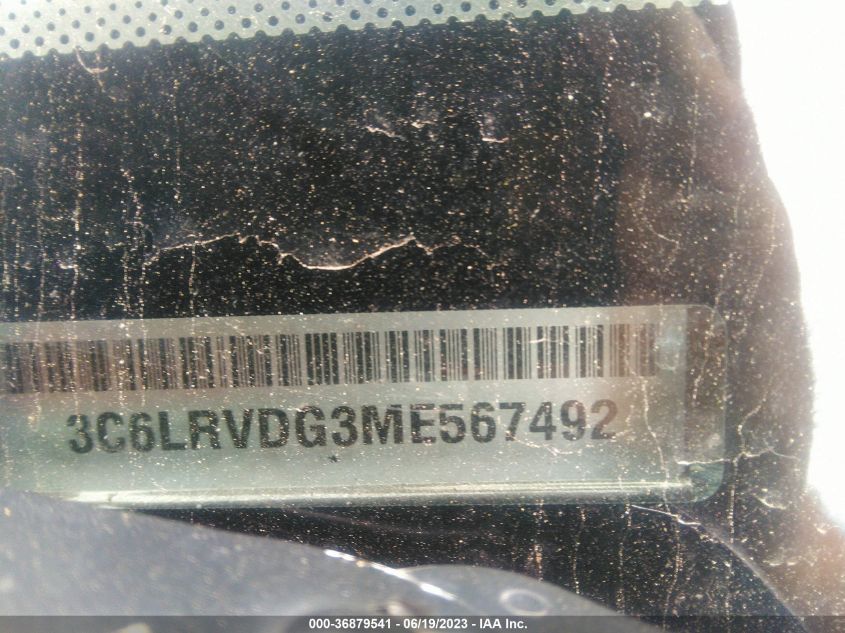 3C6LRVDG3ME567492
000-36879541 - 06/19/2023 - IAA Inc.